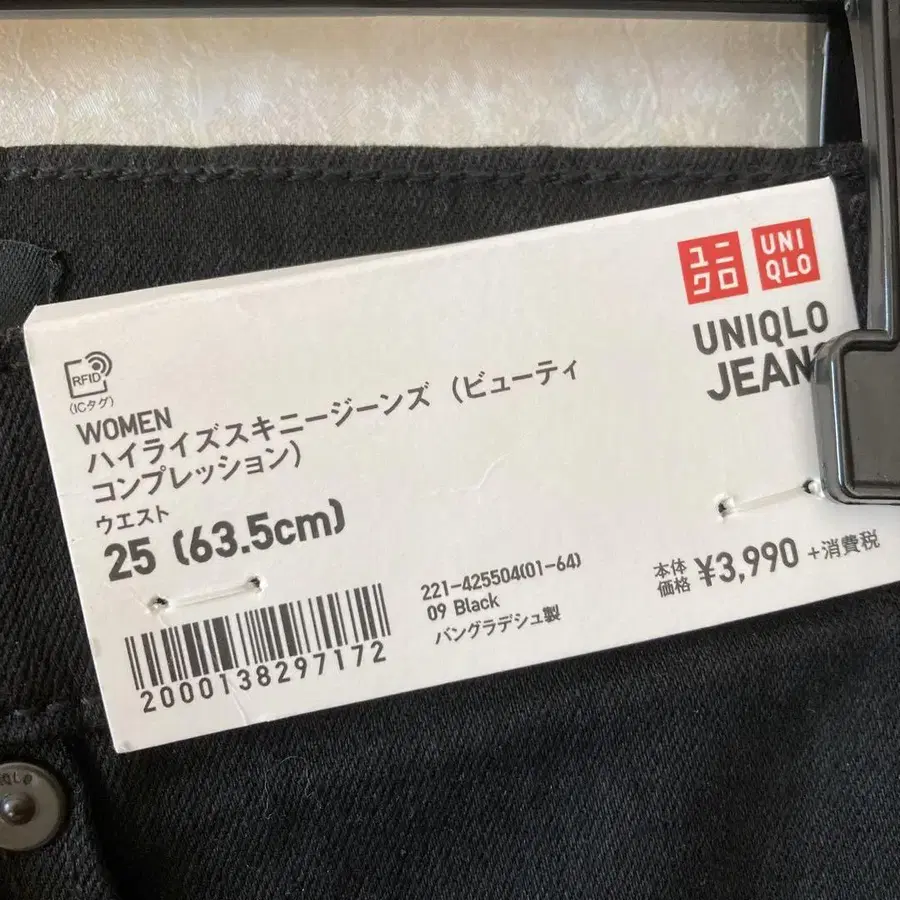 ユニ
クロ
UNI
QLO
UNIQLO
JEAN
RFID
(ICタグ)
WOMEN
ハイライズスキニージーンズ（ビューティ
コンプレッション）
ウエスト
25 (63.5cm)
2000138297172
221-425504(01-64)
09 Black
バングラデシュ製
本体
価格 ¥3,990 +消費税